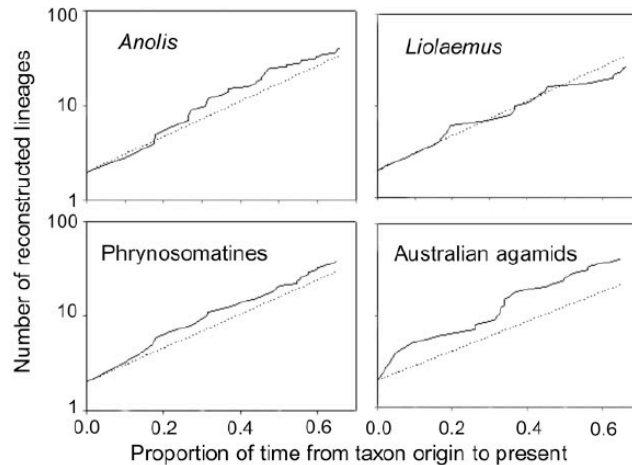 Number of reconstructed lineages
100
10
1
Anolis
Liolaemus
100
10
1
Phrynosomatines
Australian agamids
0.0 0.2 0.4 0.6
0.0 0.2 0.4 0.6
Proportion of time from taxon origin to present